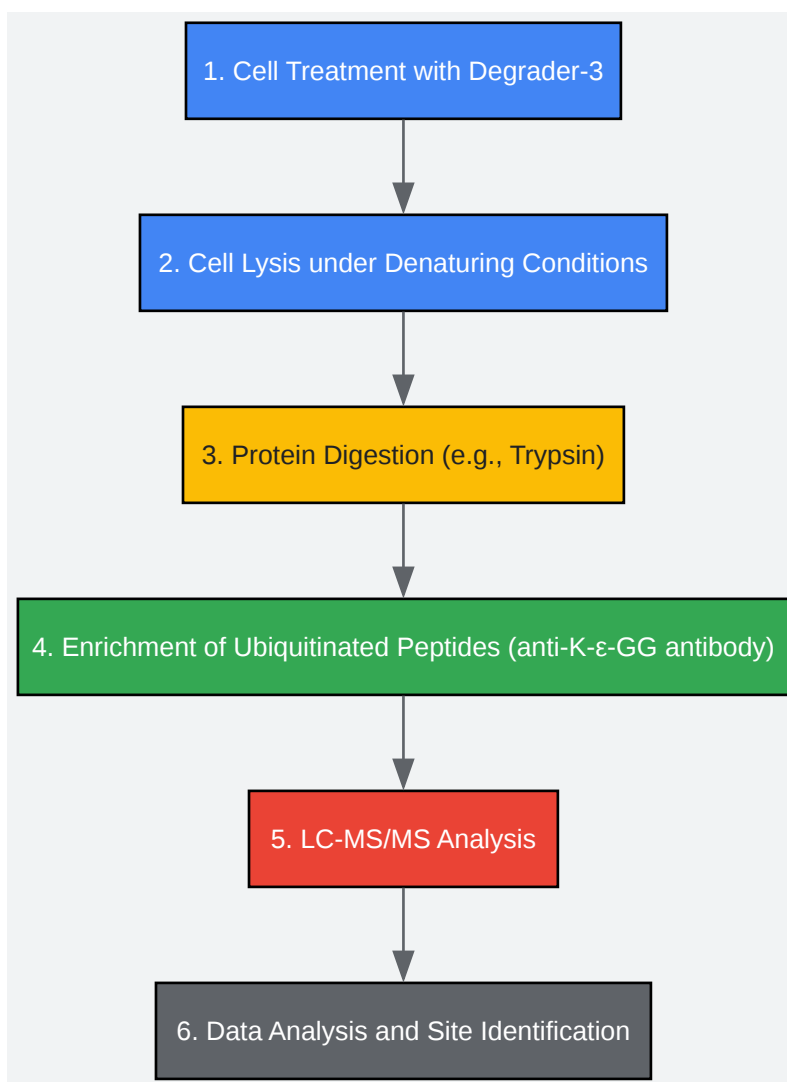 1. Cell Treatment with Degrader-3
2. Cell Lysis under Denaturing Conditions
3. Protein Digestion (e.g., Trypsin)
4. Enrichment of Ubiquitinated Peptides (anti-K-ε-GG antibody)
5. LC-MS/MS Analysis
6. Data Analysis and Site Identification